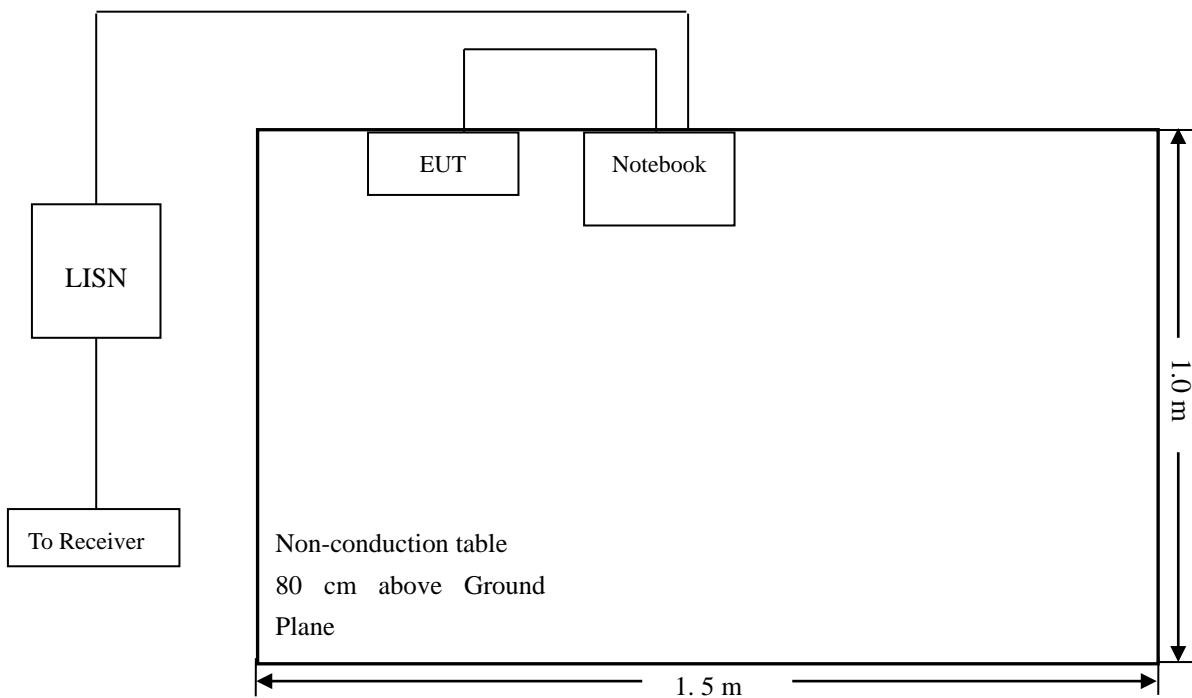 EUT
Notebook
LISN
1.0 m
To Receiver
Non-conduction table
80 cm above Ground
Plane
1. 5 m